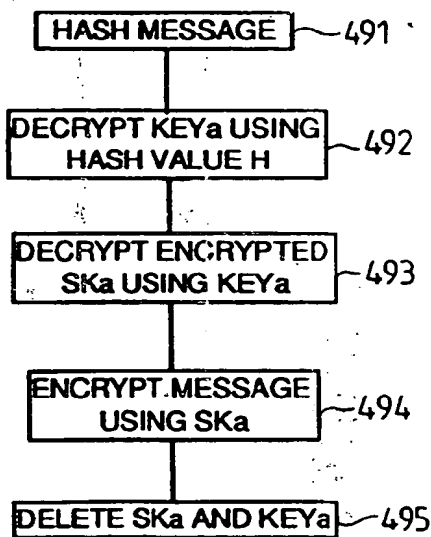 HASH MESSAGE 491
DECRYPT KEYa USING
HASH VALUE H 492
DECRYPT ENCRYPTED
SKa USING KEYa 493
ENCRYPT MESSAGE
USING SKa 494
DELETE SKa AND KEYa 495